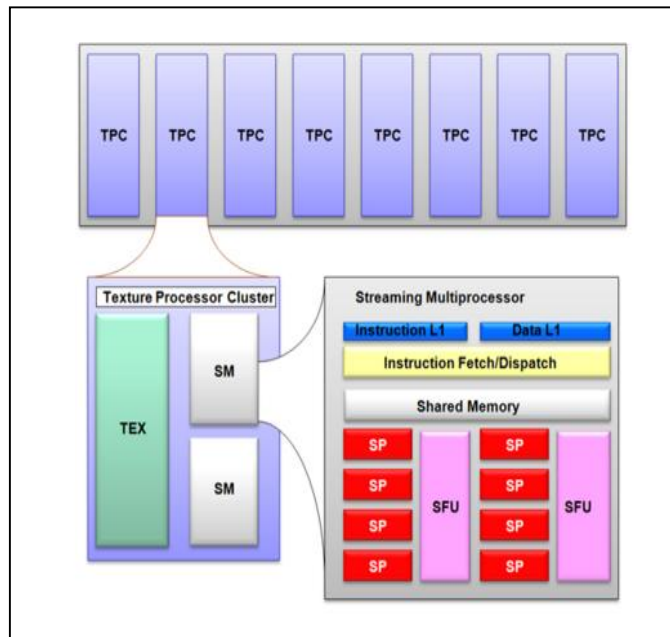 TPC TPC TPC TPC TPC TPC TPC TPC
Texture Processor Cluster
TEX
SM
SM
Streaming Multiprocessor
Instruction L1 Data L1
Instruction Fetch/Dispatch
Shared Memory
SP SP
SP SP
SFU SFU
SP SP
SP SP